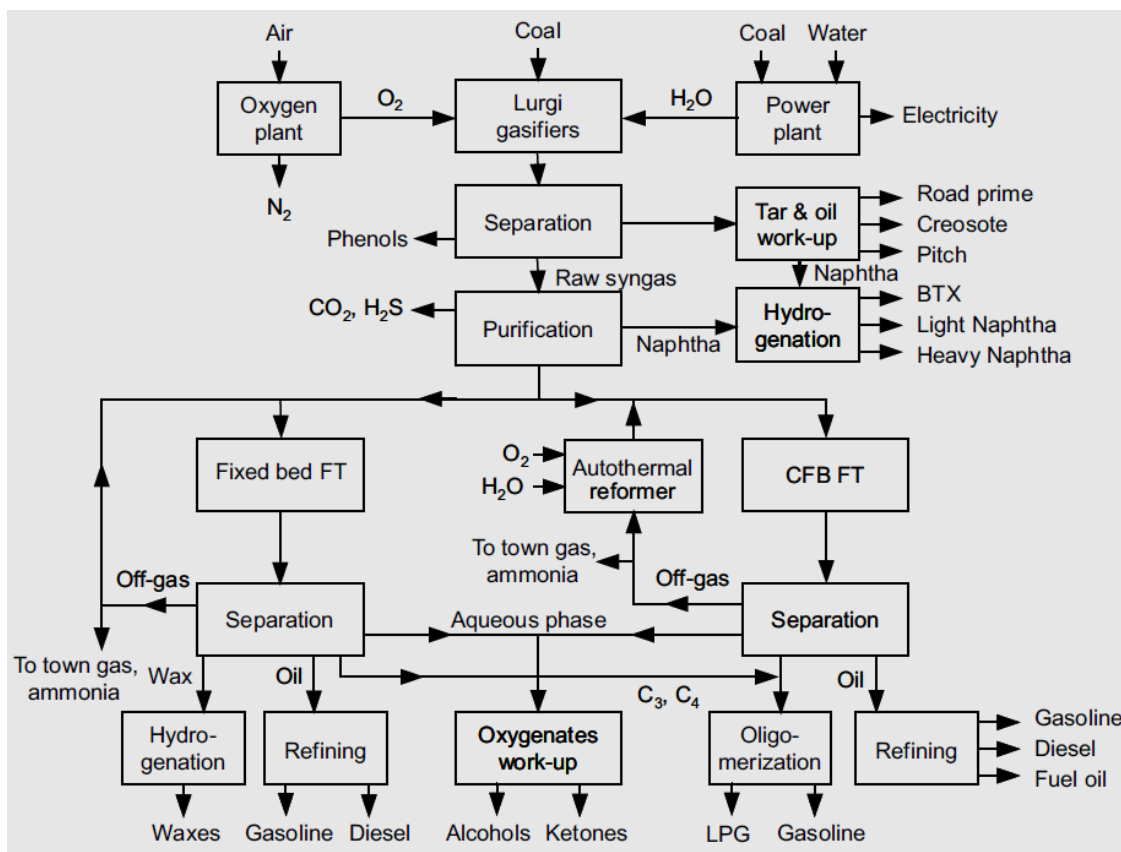 Air
Coal
Coal
Water
Oxygen
plant
O₂
Lurgi
gasifiers
H₂O
Power
plant
Electricity
N₂
Separation
Phenols
Tar & oil
work-up
Road prime
Creosote
Pitch
Raw syngas
Naphtha
CO₂, H₂S
Purification
Naphtha
Hydro-
genation
BTX
Light Naphtha
Heavy Naphtha
Fixed bed FT
O₂
H₂O
Autothermal
reformer
CFB FT
To town gas,
ammonia
Off-gas
Off-gas
Separation
Aqueous phase
Separation
To town gas,
ammonia
Wax
Oil
C₃, C₄
Oil
Hydro-
genation
Refining
Oxygenates
work-up
Oligo-
merization
Refining
Gasoline
Diesel
Fuel oil
Waxes
Gasoline
Diesel
Alcohols
Ketones
LPG
Gasoline